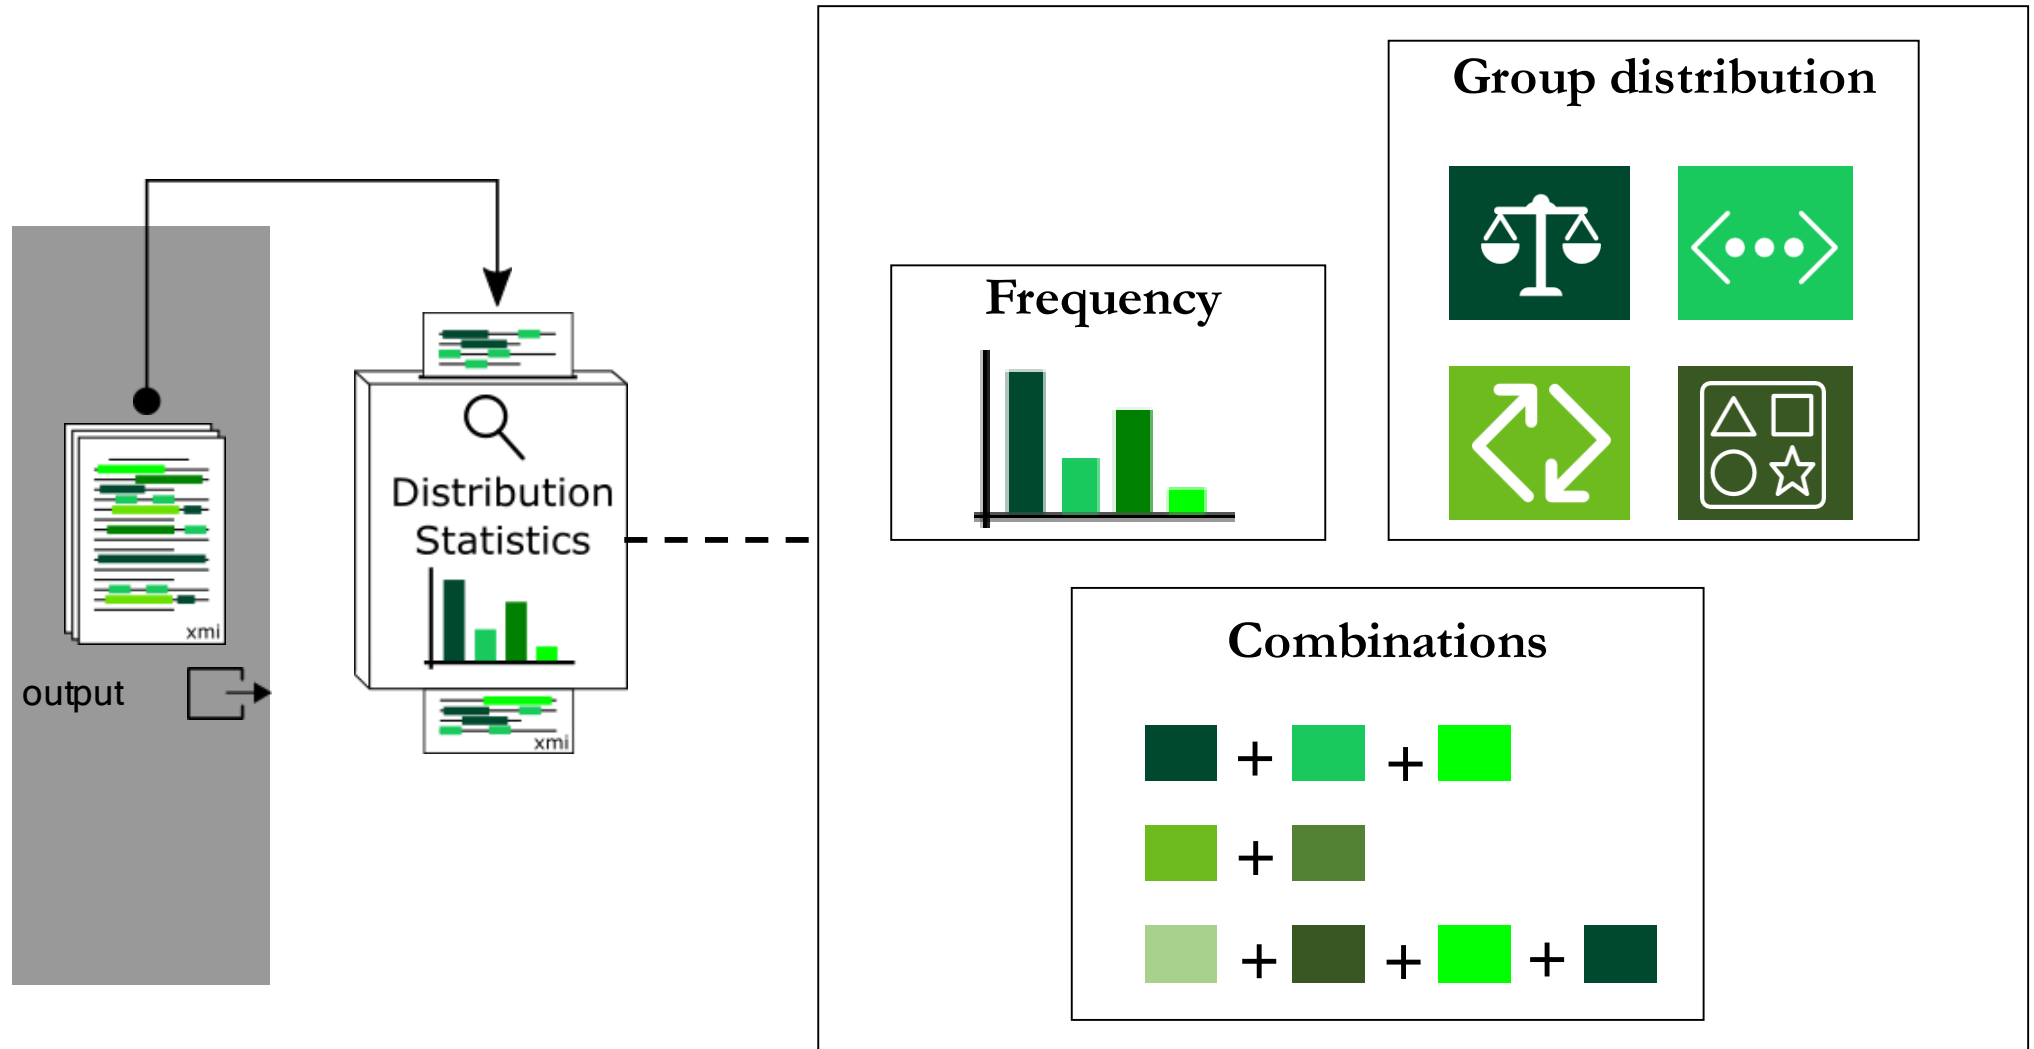 xmi
output
Distribution
Statistics
xmi
Frequency
Group distribution
Combinations
+ +
+
+ + +